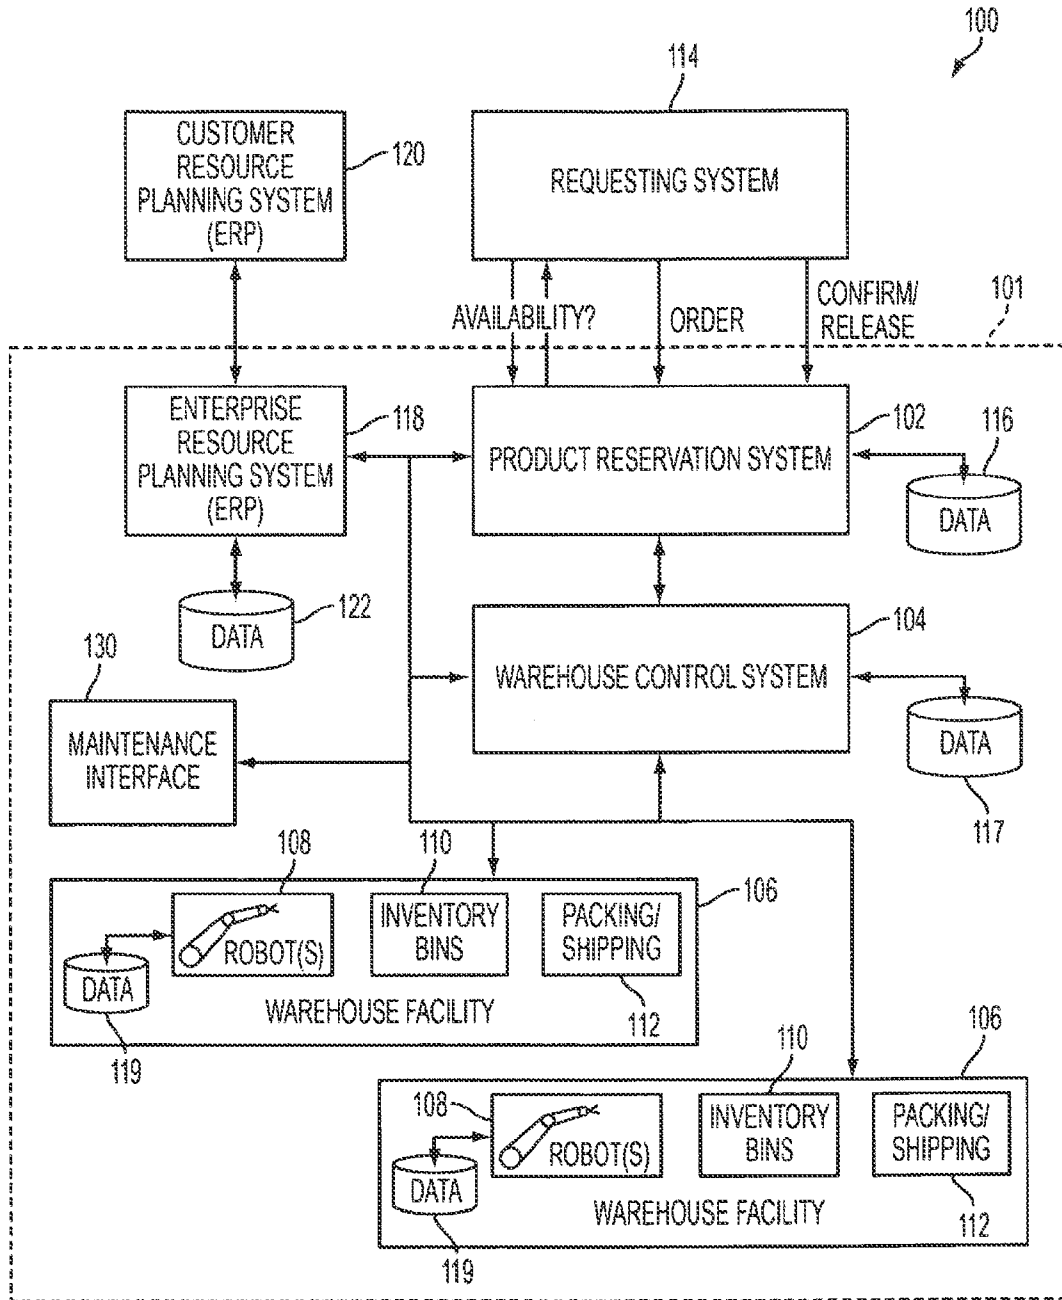 100
114
CUSTOMER
RESOURCE
PLANNING SYSTEM
(ERP)
120
REQUESTING SYSTEM
AVAILABILITY?
ORDER
CONFIRM/
RELEASE
101
ENTERPRISE
RESOURCE
PLANNING SYSTEM
(ERP)
118
PRODUCT RESERVATION SYSTEM
102
116
DATA
DATA
122
WAREHOUSE CONTROL SYSTEM
104
DATA
117
130
MAINTENANCE
INTERFACE
108
110
106
ROBOT(S)
INVENTORY
BINS
PACKING/
SHIPPING
DATA
WAREHOUSE FACILITY
112
119
110
106
108
ROBOT(S)
INVENTORY
BINS
PACKING/
SHIPPING
DATA
WAREHOUSE FACILITY
112
119